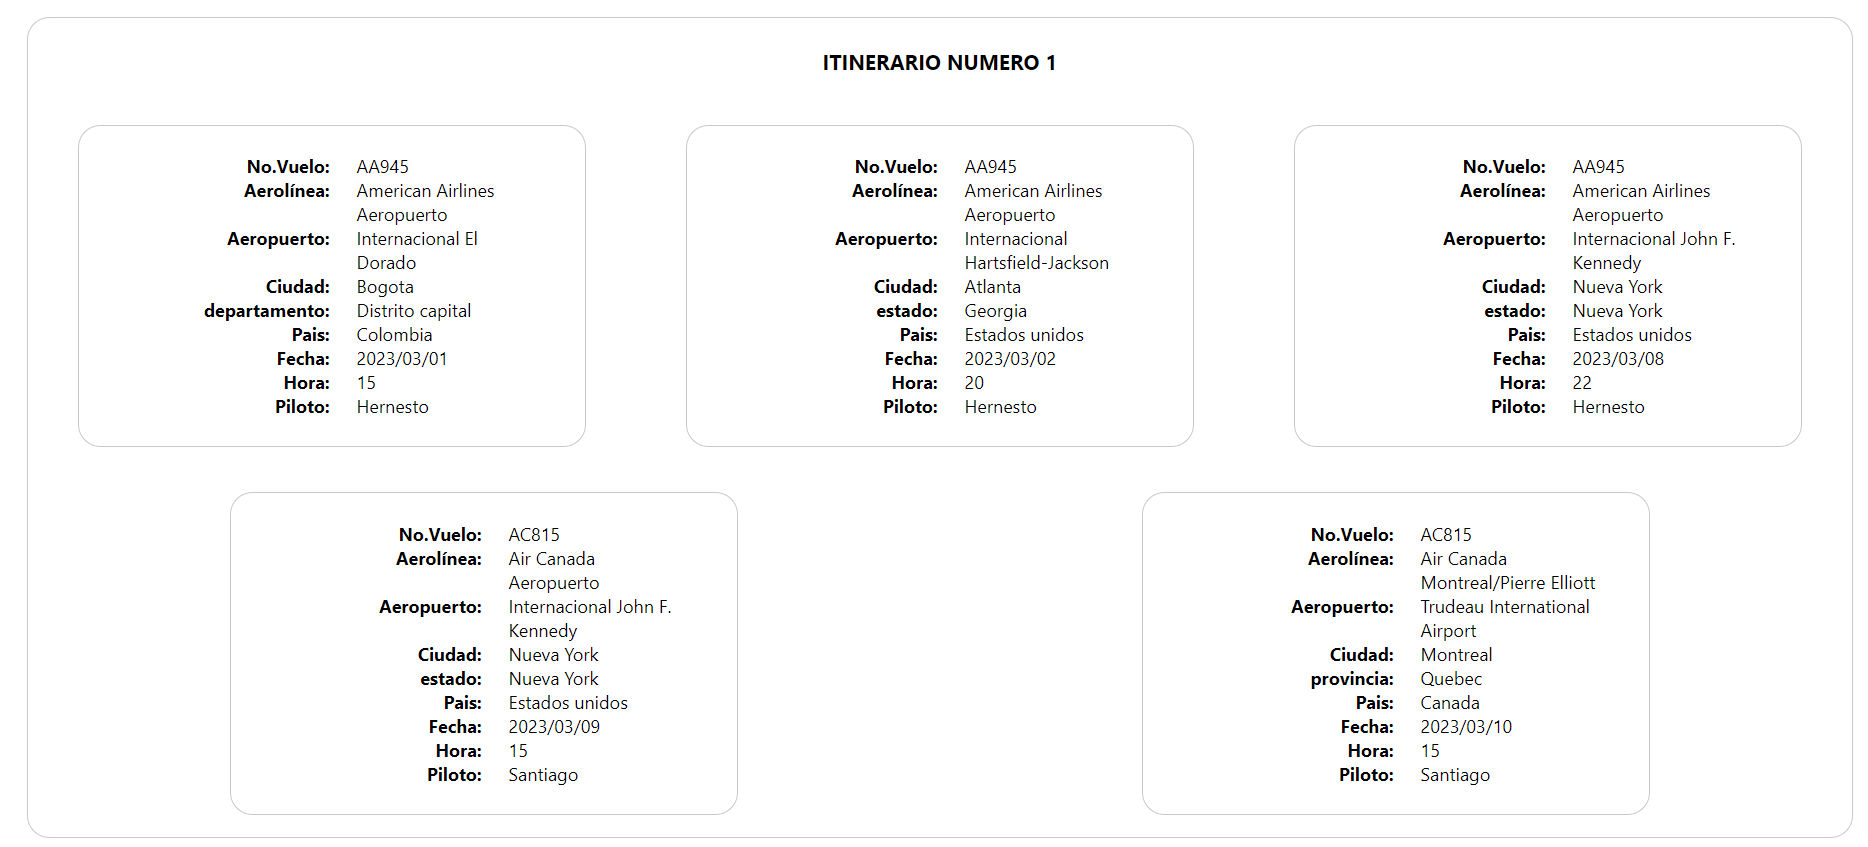 ITINERARIO NUMERO 1
No.Vuelo: AA945
Aerolínea: American Airlines
Aeropuerto
Aeropuerto: Internacional El
Dorado
Ciudad: Bogota
departamento: Distrito capital
Pais: Colombia
Fecha: 2023/03/01
Hora: 15
Piloto: Hernesto
No.Vuelo: AA945
Aerolínea: American Airlines
Aeropuerto
Aeropuerto: Internacional
Hartsfield-Jackson
Ciudad: Atlanta
estado: Georgia
Pais: Estados unidos
Fecha: 2023/03/02
Hora: 20
Piloto: Hernesto
No.Vuelo: AA945
Aerolínea: American Airlines
Aeropuerto
Aeropuerto: Internacional John F.
Kennedy
Ciudad: Nueva York
estado: Nueva York
Pais: Estados unidos
Fecha: 2023/03/08
Hora: 22
Piloto: Hernesto
No.Vuelo: AC815
Aerolínea: Air Canada
Aeropuerto
Aeropuerto: Internacional John F.
Kennedy
Ciudad: Nueva York
estado: Nueva York
Pais: Estados unidos
Fecha: 2023/03/09
Hora: 15
Piloto: Santiago
No.Vuelo: AC815
Aerolínea: Air Canada
Montreal/Pierre Elliott
Aeropuerto: Trudeau International
Airport
Ciudad: Montreal
provincia: Quebec
Pais: Canada
Fecha: 2023/03/10
Hora: 15
Piloto: Santiago